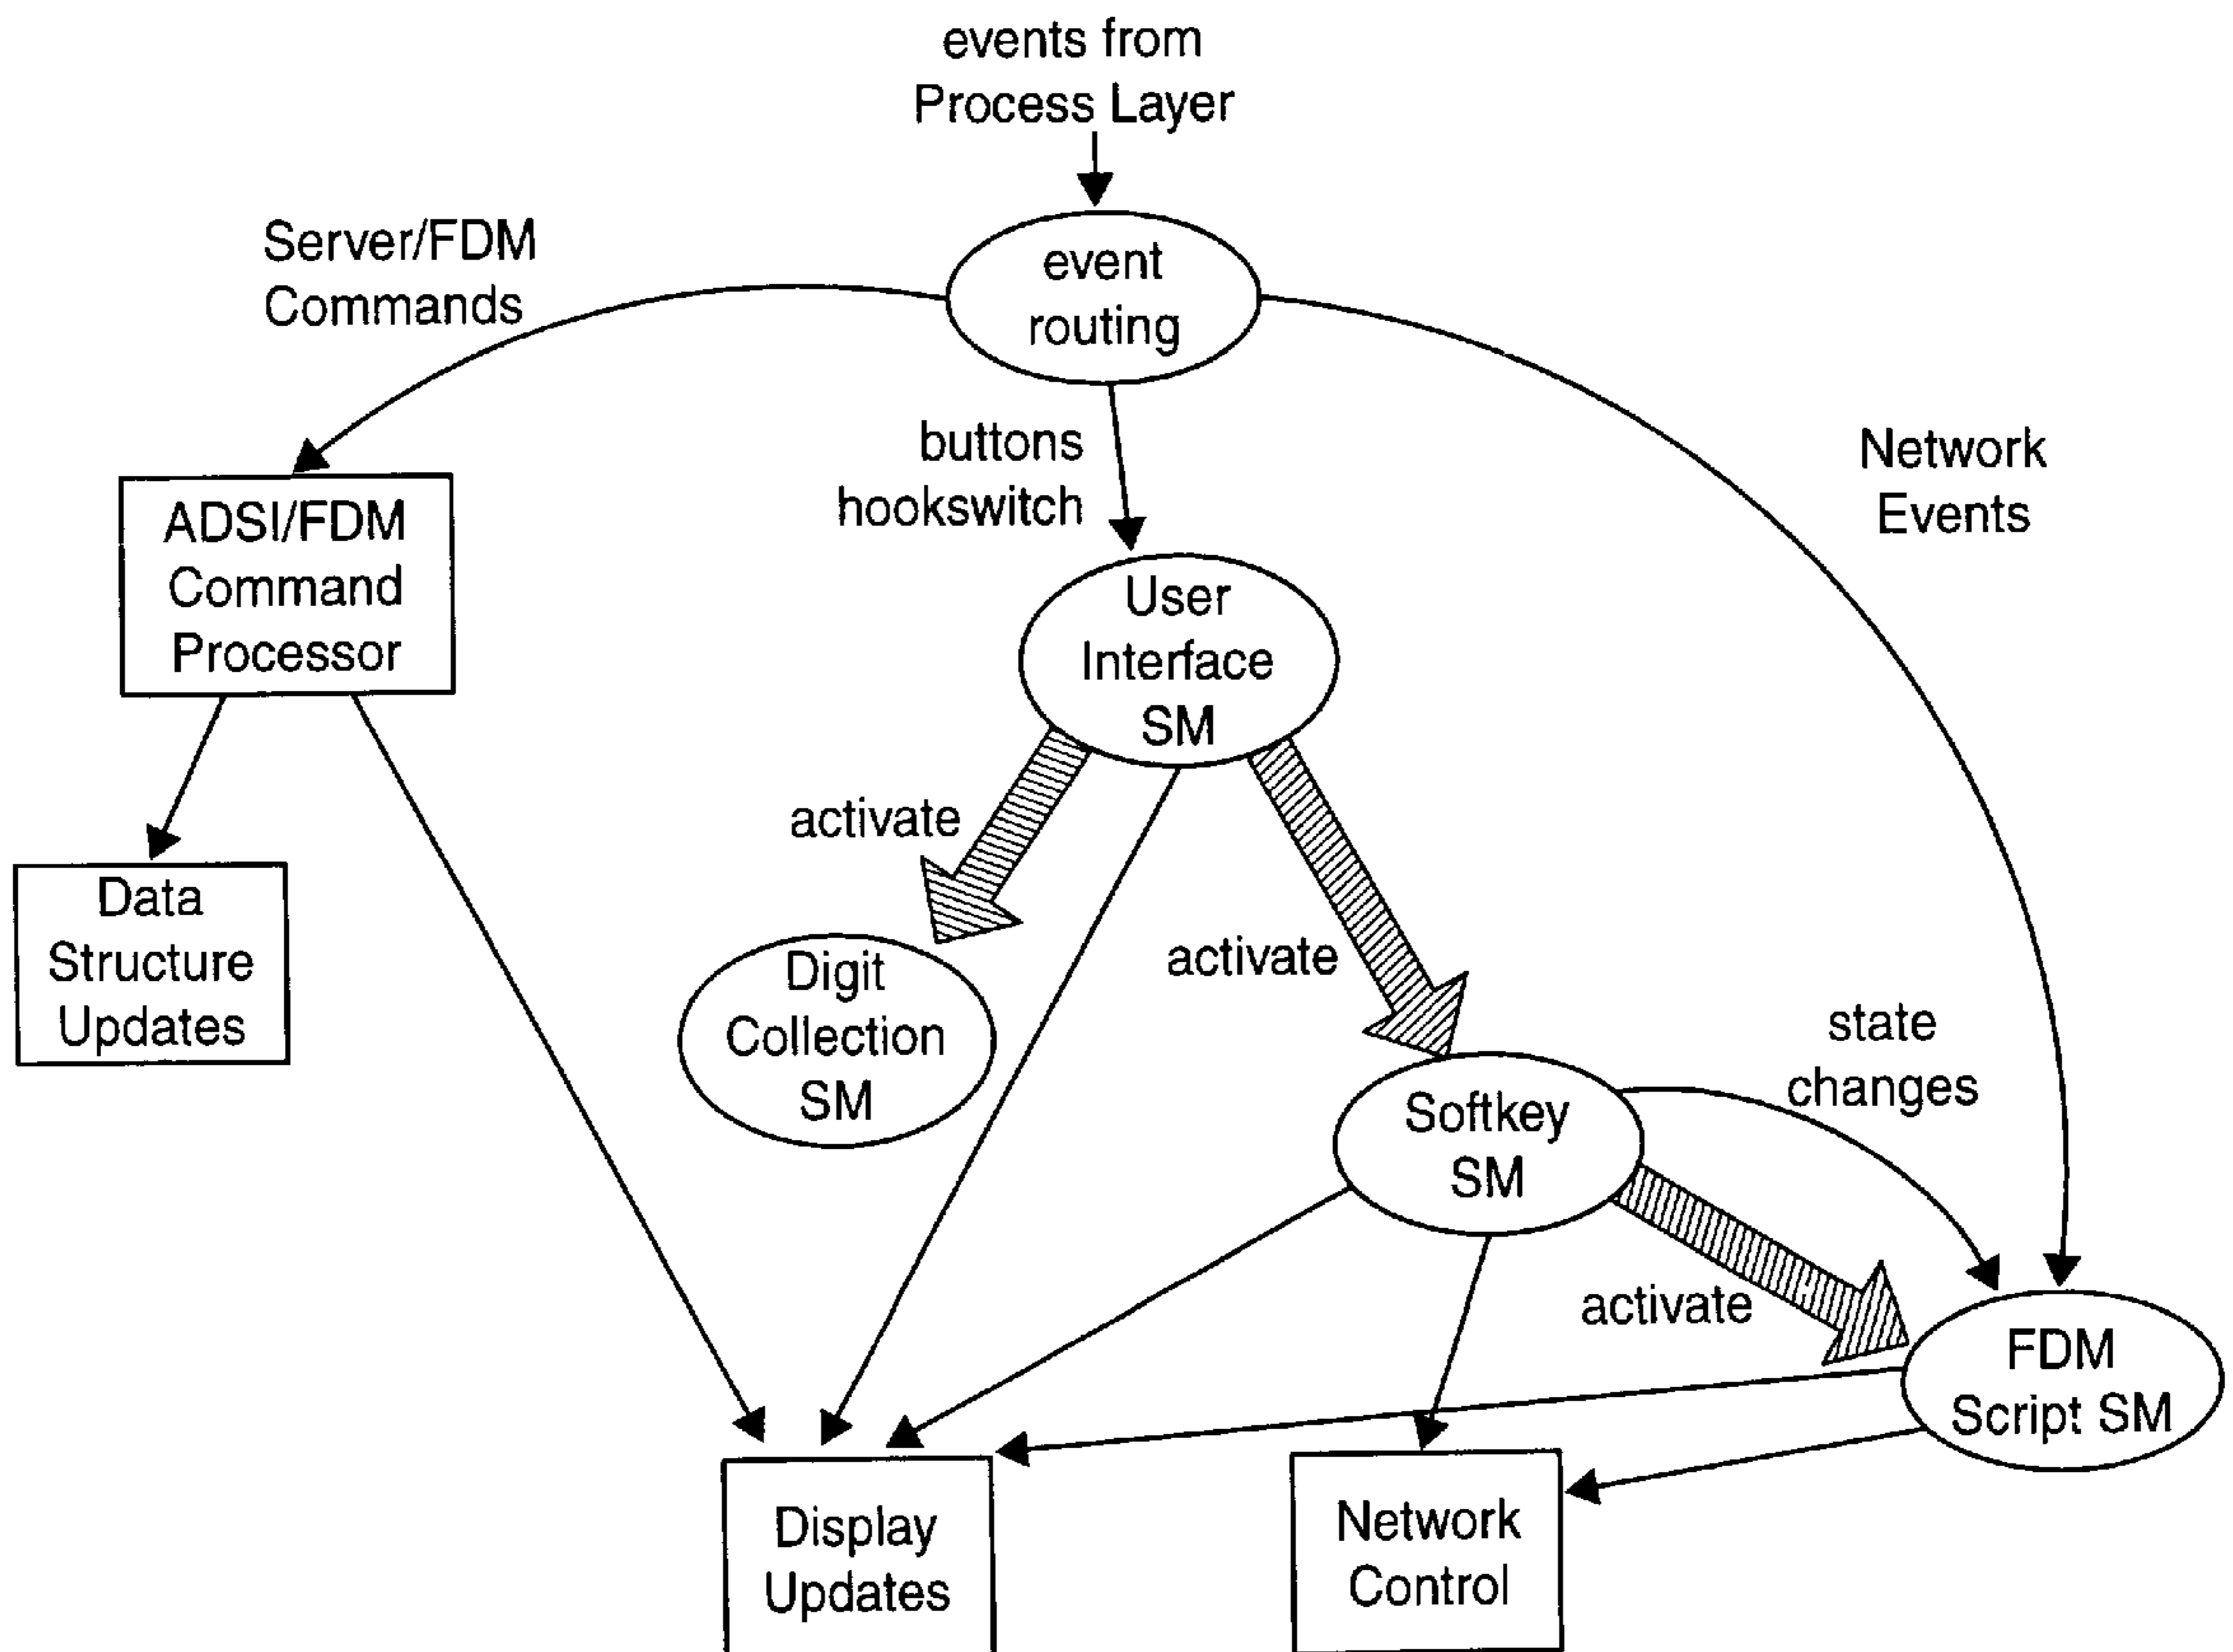 events from
Process Layer
event
routing
Server/FDM
Commands
buttons
hookswitch
Network
Events
ADSI/FDM
Command
Processor
User
Interface
SM
activate
Data
Structure
Updates
Digit
Collection
SM
activate
state
changes
Softkey
SM
activate
FDM
Script SM
Display
Updates
Network
Control